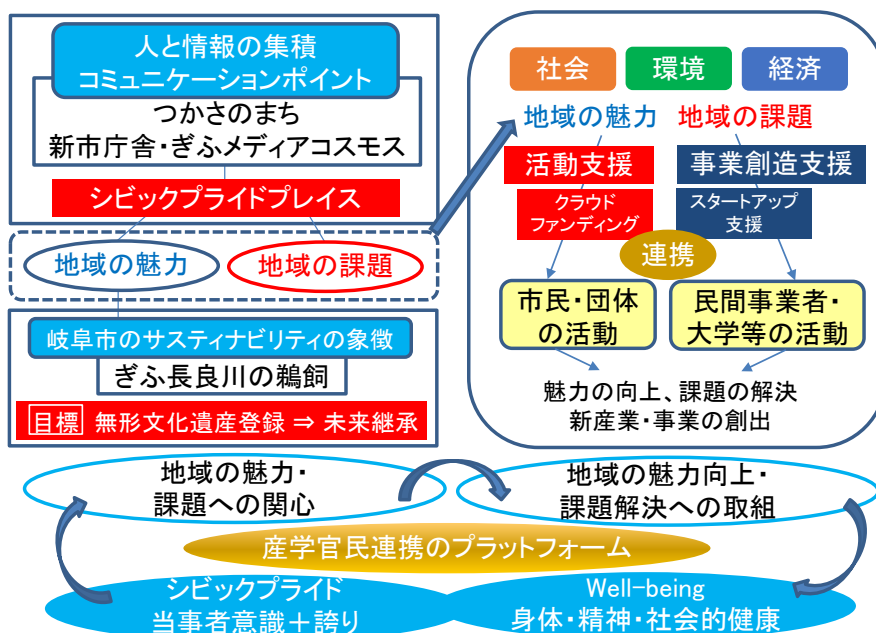 人と情報の集積
コミュニケーションポイント
つかさのまち
新市庁舎・ぎふメディアコスモス
シビックプライドプレイス
地域の魅力
地域の課題
岐阜市のサスティナビリティの象徴
ぎふ長良川の鵜飼
目標 無形文化遺産登録 ⇒ 未来継承
社会
環境
経済
地域の魅力
地域の課題
活動支援
事業創造支援
クラウド
ファンディング
スタートアップ
支援
連携
市民・団体
の活動
民間事業者・
大学等の活動
魅力の向上、課題の解決
新産業・事業の創出
地域の魅力・
課題への関心
地域の魅力向上・
課題解決への取組
産学官民連携のプラットフォーム
シビックプライド
当事者意識＋誇り
Well-being
身体・精神・社会的健康